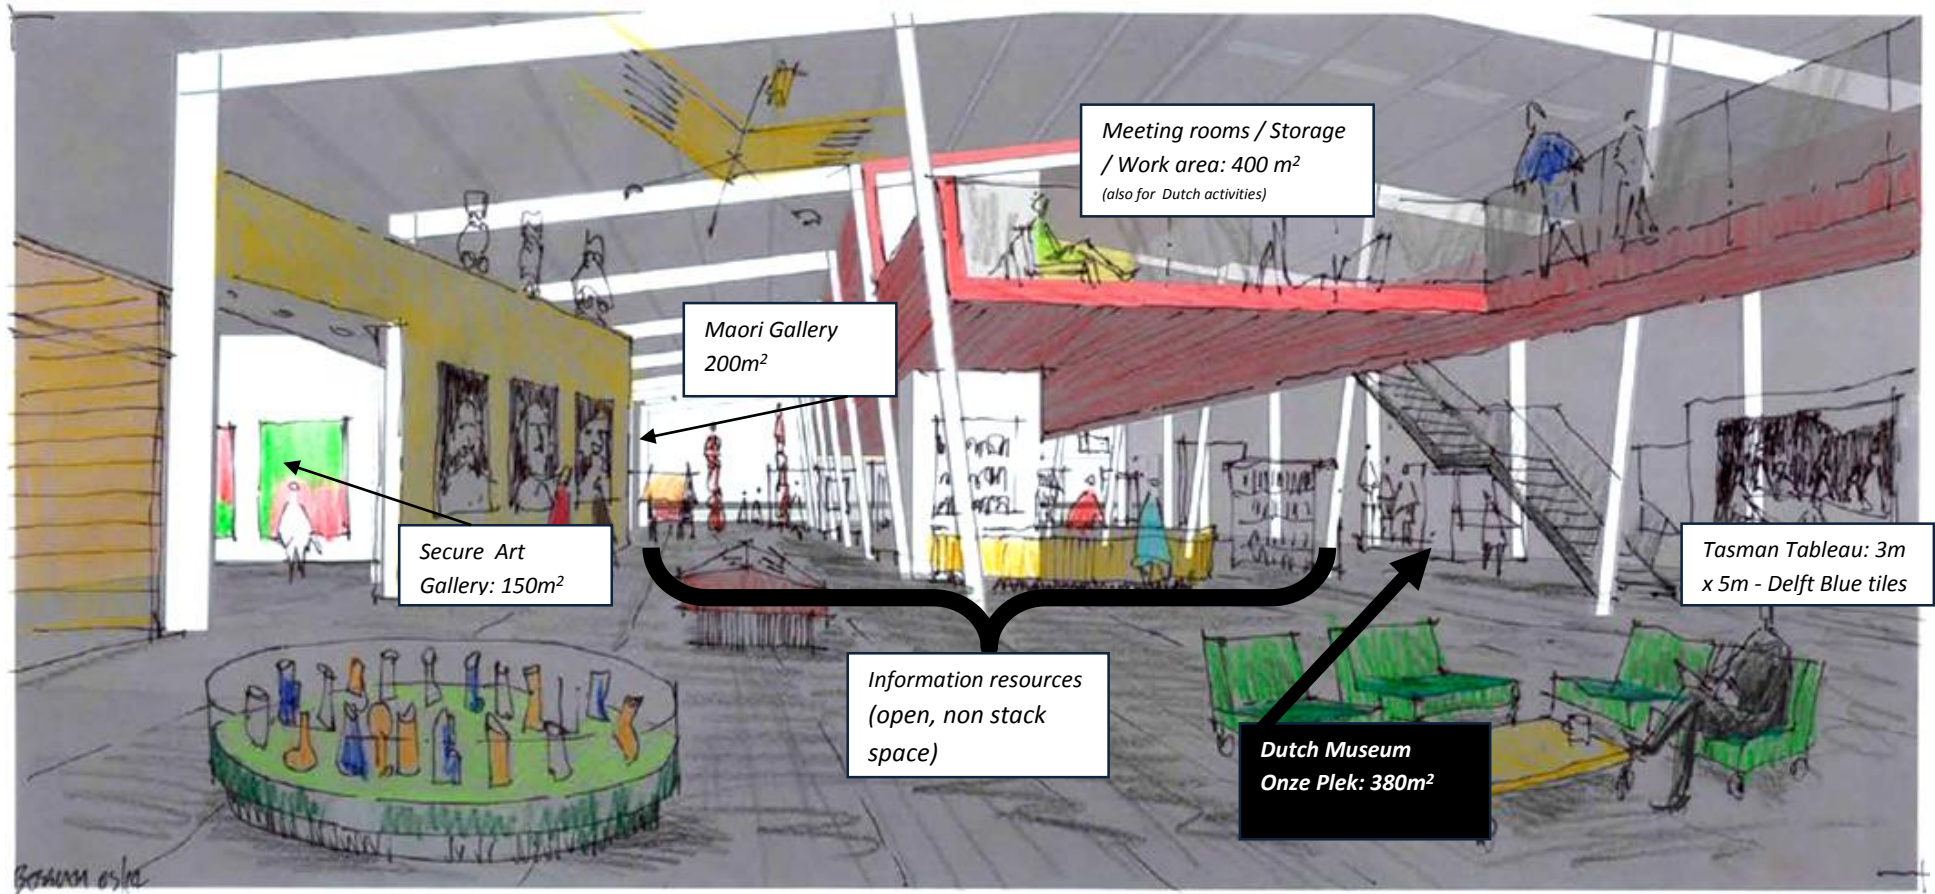 Meeting rooms / Storage
/ Work area: 400 m²
(also for Dutch activities)
Maori Gallery
200m²
Secure Art
Gallery: 150m²
Tasman Tableau: 3m
x 5m - Delft Blue tiles
Information resources
(open, non stack
space)
Dutch Museum
Onze Plek: 380m²